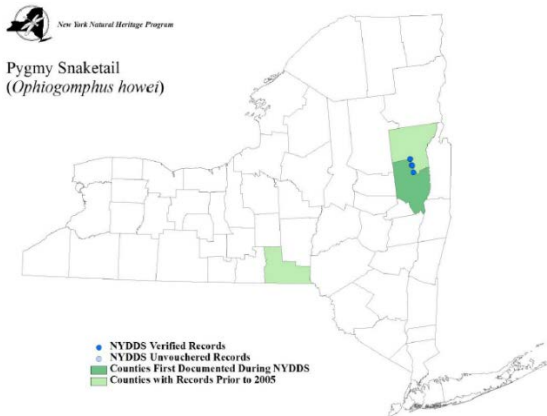 New York Natural Heritage Program
Pygmy Snaketail
(Ophiogomphus howei)
NYDDS Verified Records
NYDDS Unvouchered Records
Counties First Documented During NYDDS
Counties with Records Prior to 2005